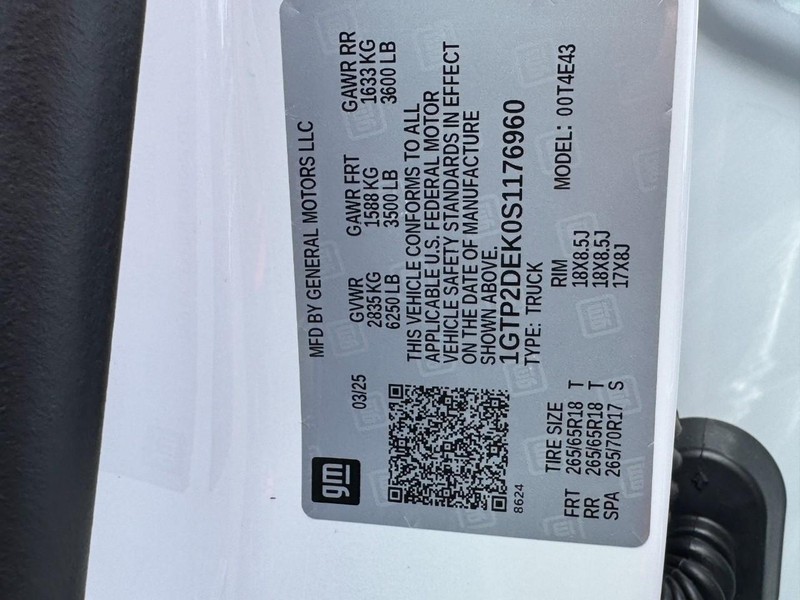 gm
MFD BY GENERAL MOTORS LLC
03/25
GVWR GAWR FRT GAWR RR
2835 KG 1588 KG 1633 KG
6250 LB 3500 LB 3600 LB
THIS VEHICLE CONFORMS TO ALL
APPLICABLE U.S. FEDERAL MOTOR
VEHICLE SAFETY STANDARDS IN EFFECT
ON THE DATE OF MANUFACTURE
SHOWN ABOVE.
1GTP2DEK0S1176960
8624
TYPE: TRUCK MODEL: 00T4E43
TIRE SIZE RIM
FRT 265/65R18 T 18X8.5J
RR 265/65R18 T 18X8.5J
SPA 265/70R17 S 17X8J